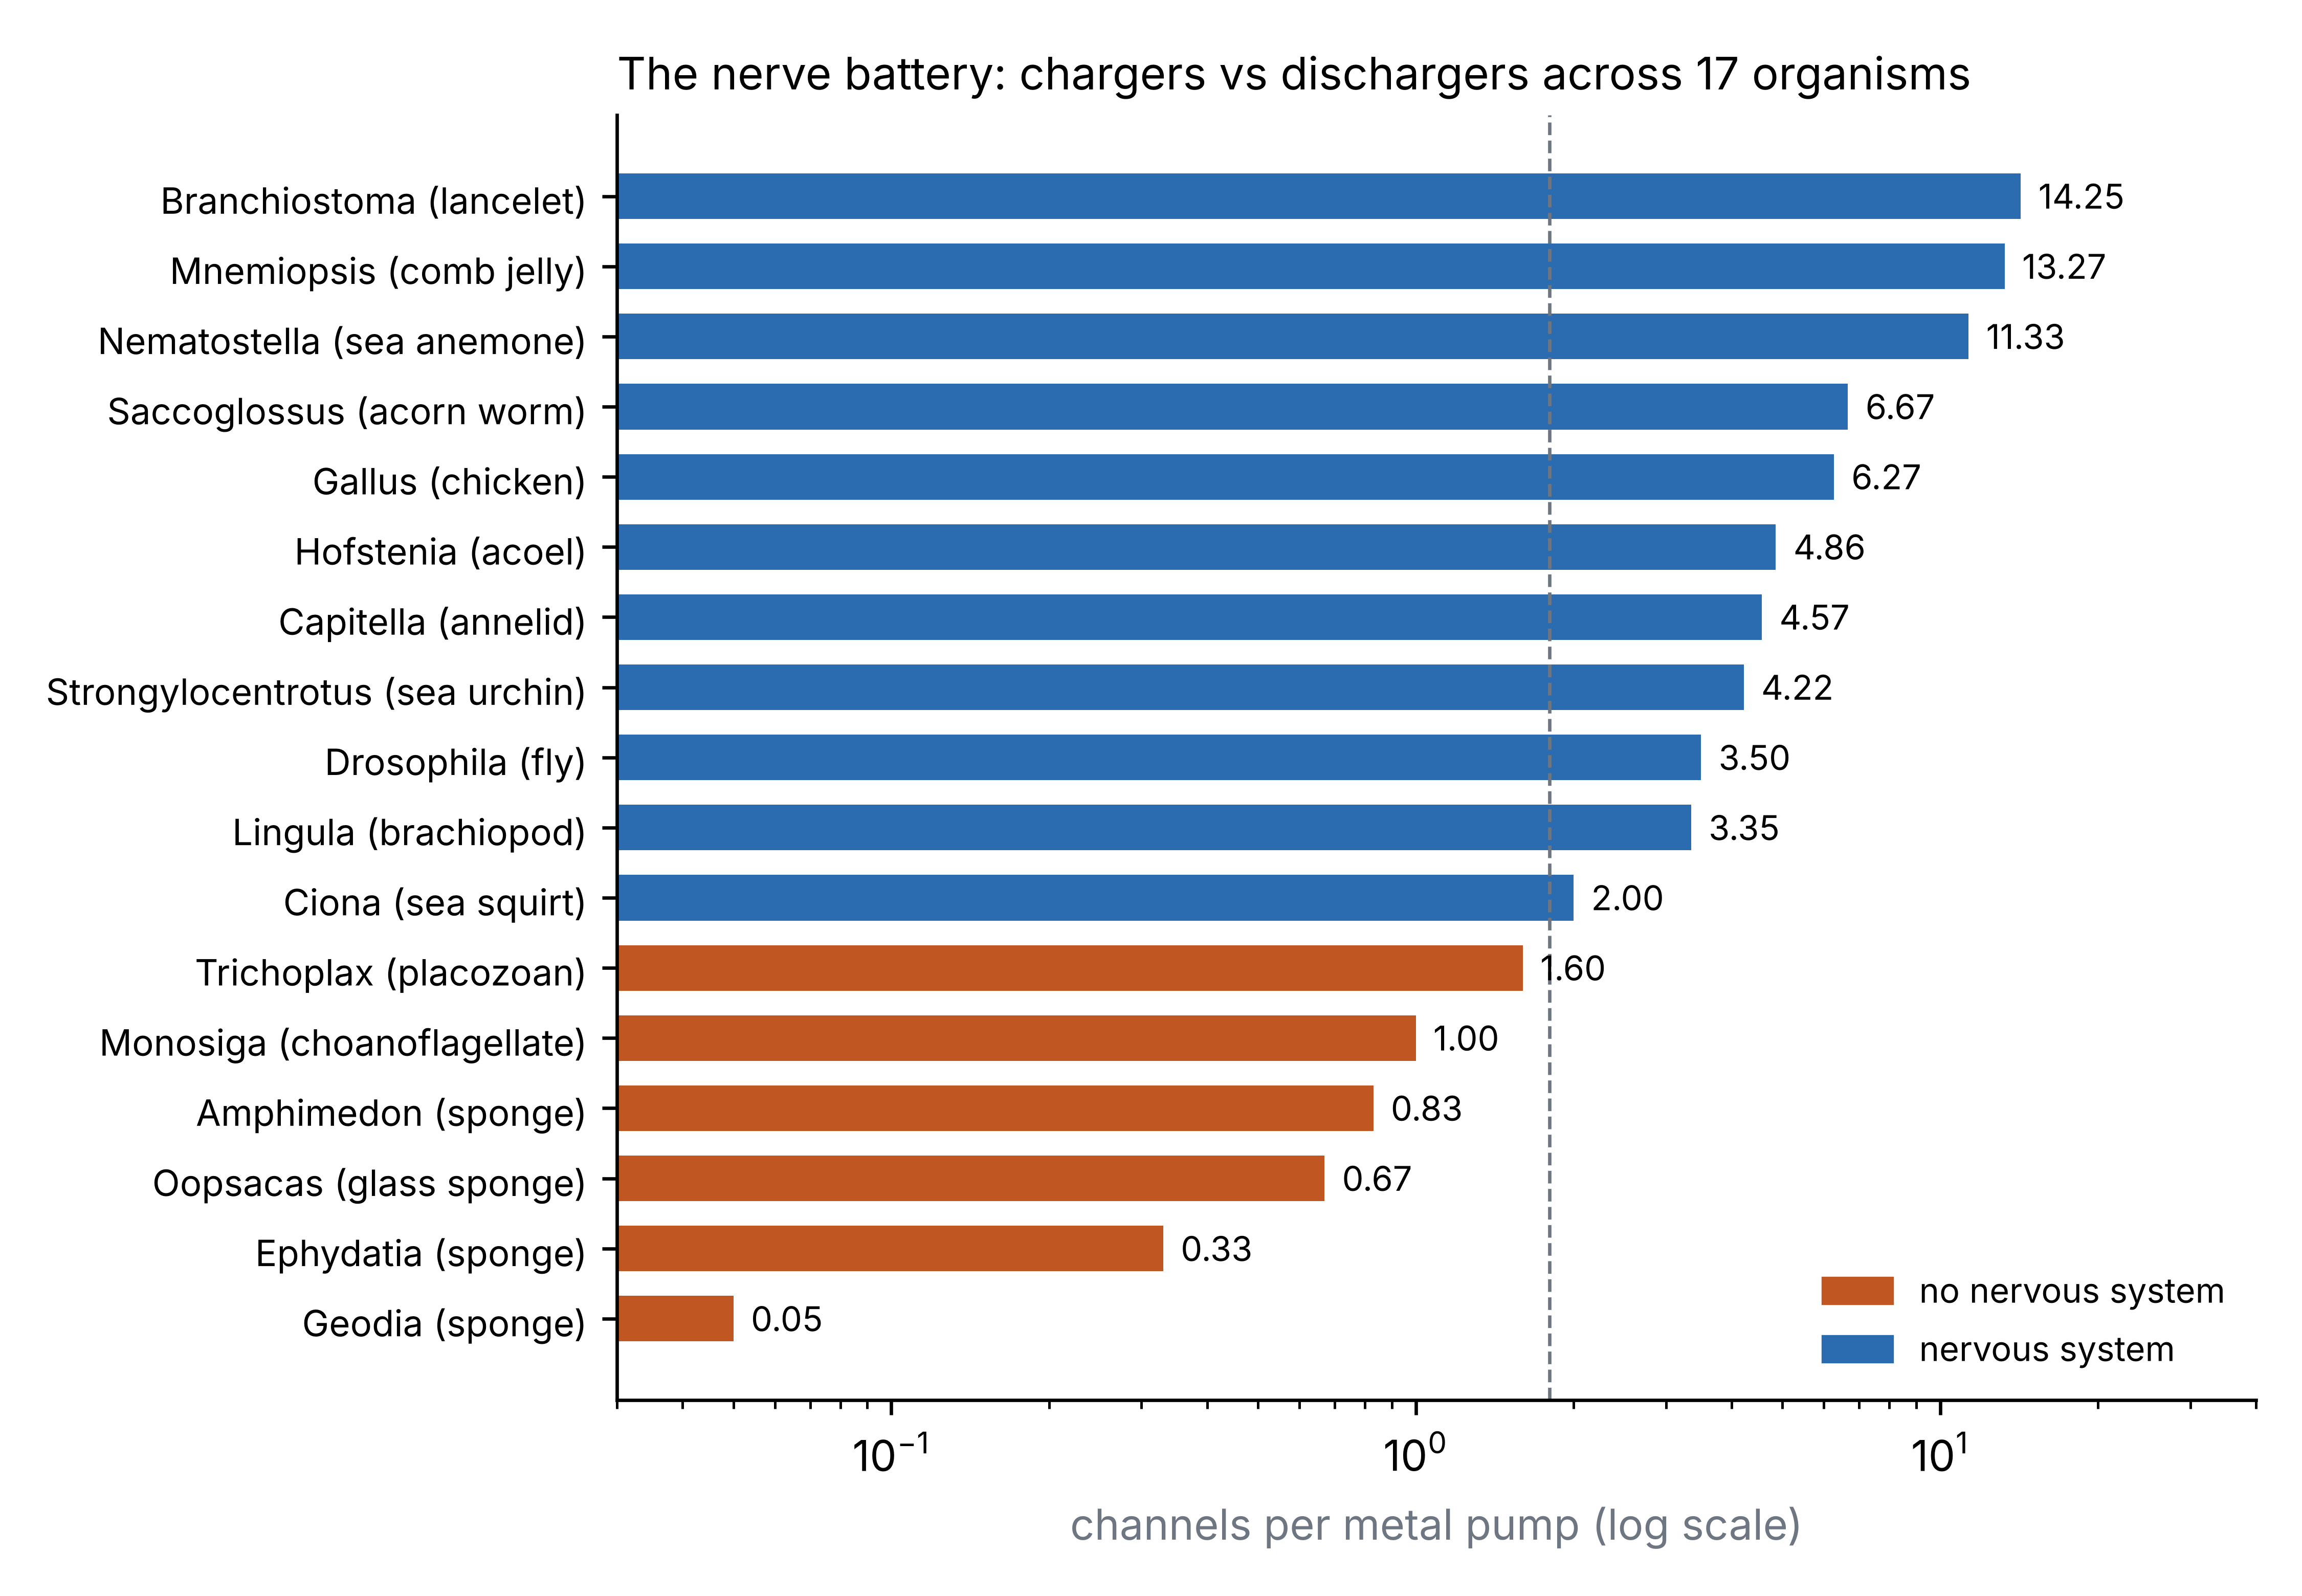 The nerve battery: chargers vs dischargers across 17 organisms
Branchiostoma (lancelet) 14.25
Mnemiopsis (comb jelly) 13.27
Nematostella (sea anemone) 11.33
Saccoglossus (acorn worm) 6.67
Gallus (chicken) 6.27
Hofstenia (acoel) 4.86
Capitella (annelid) 4.57
Strongylocentrotus (sea urchin) 4.22
Drosophila (fly) 3.50
Lingula (brachiopod) 3.35
Ciona (sea squirt) 2.00
Trichoplax (placozoan) 1.60
Monosiga (choanoflagellate) 1.00
Amphimedon (sponge) 0.83
Oopsacas (glass sponge) 0.67
Ephydatia (sponge) 0.33
Geodia (sponge) 0.05
no nervous system
nervous system
10⁻¹ 10⁰ 10¹
channels per metal pump (log scale)